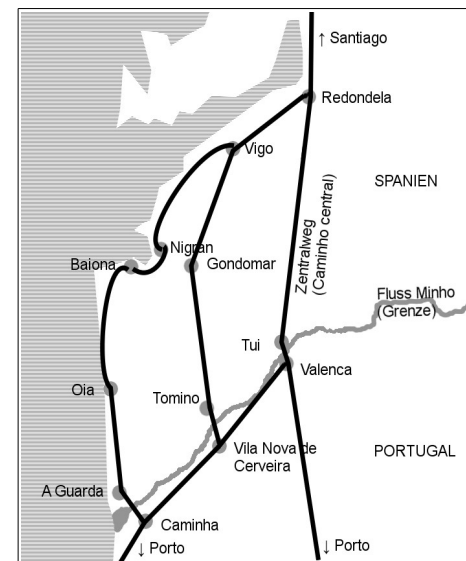 ↑ Santiago
Redondela
Vigo
SPANIEN
Zentralweg
(Caminho central)
Nigran
Baiona
Gondomar
Fluss Minho
(Grenze)
Tui
Valenca
Oia
Tomino
Vila Nova de
Cerveira
PORTUGAL
A Guarda
Caminha
↓ Porto
↓ Porto